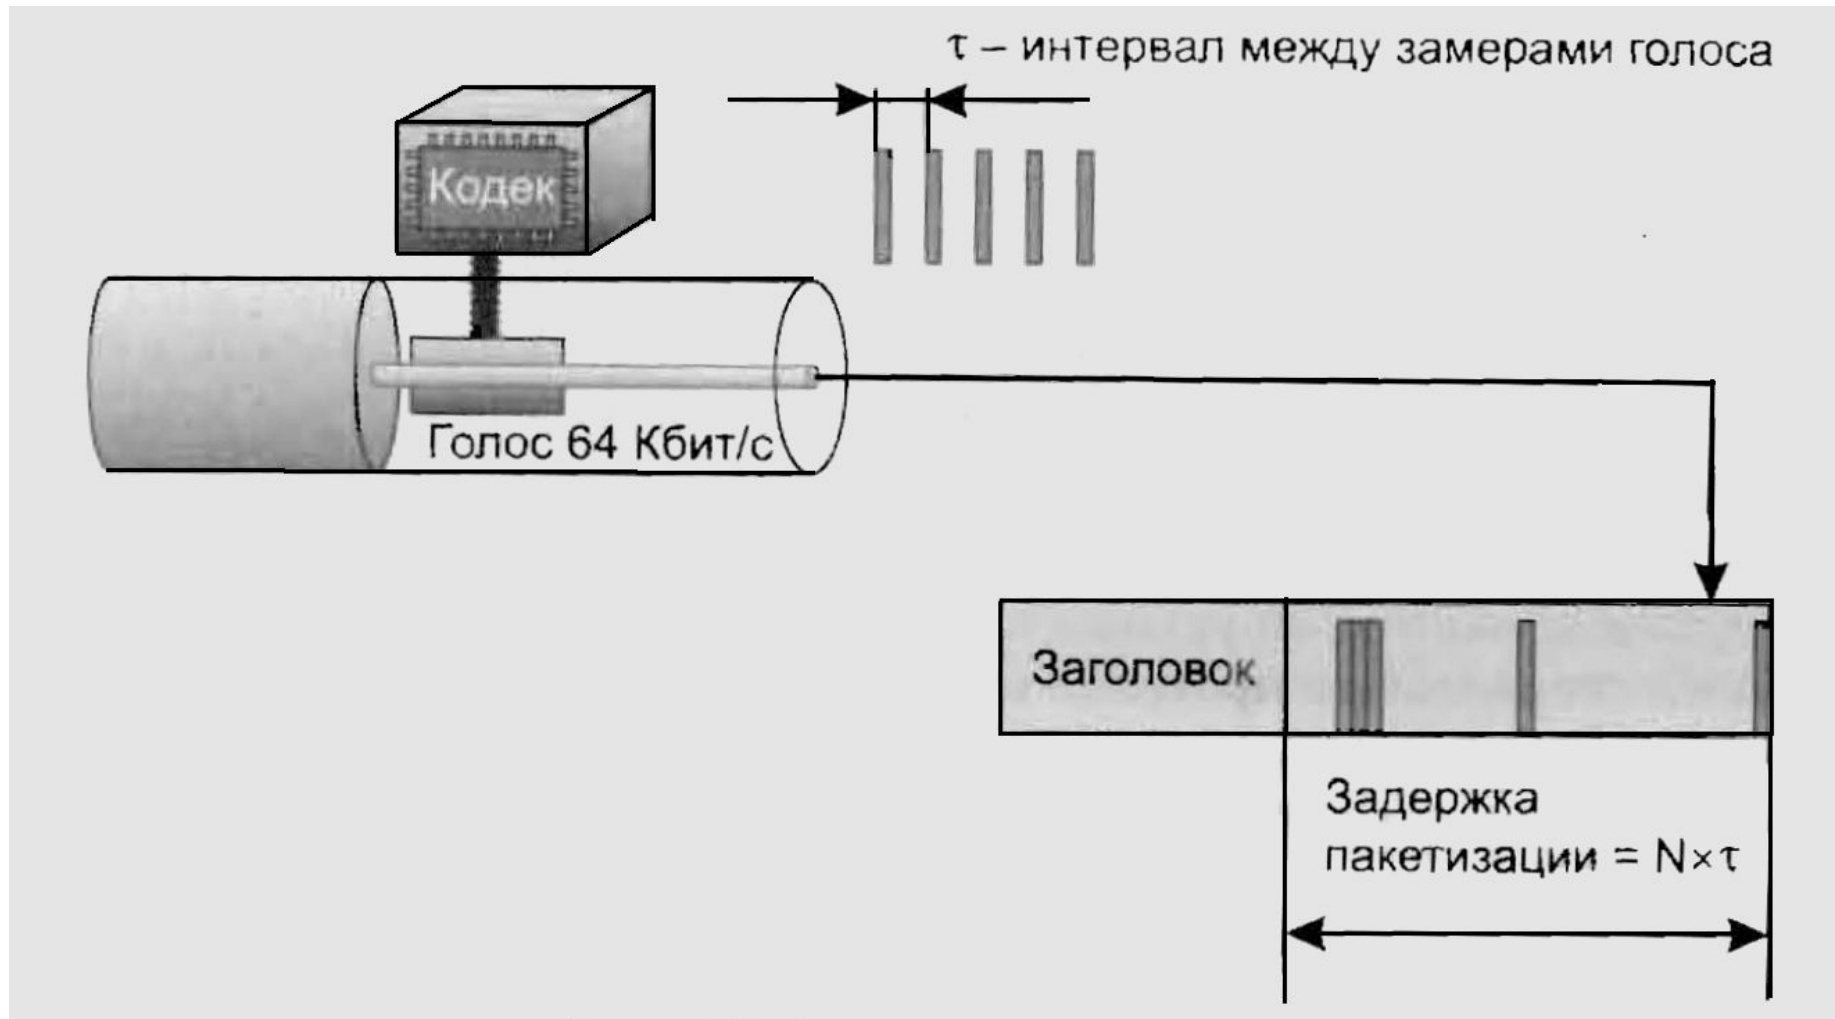 τ – интервал между замерами голоса
Кодек
Голос 64 Кбит/с
Заголовок
Задержка
пакетизации = N×τ